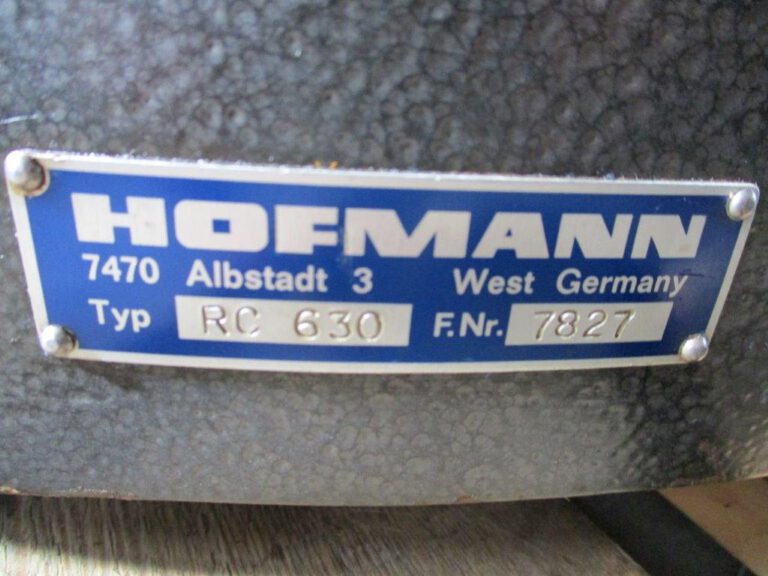 HOFMANN
7470 Albstadt 3 West Germany
Typ RC 630 F.Nr. 7827